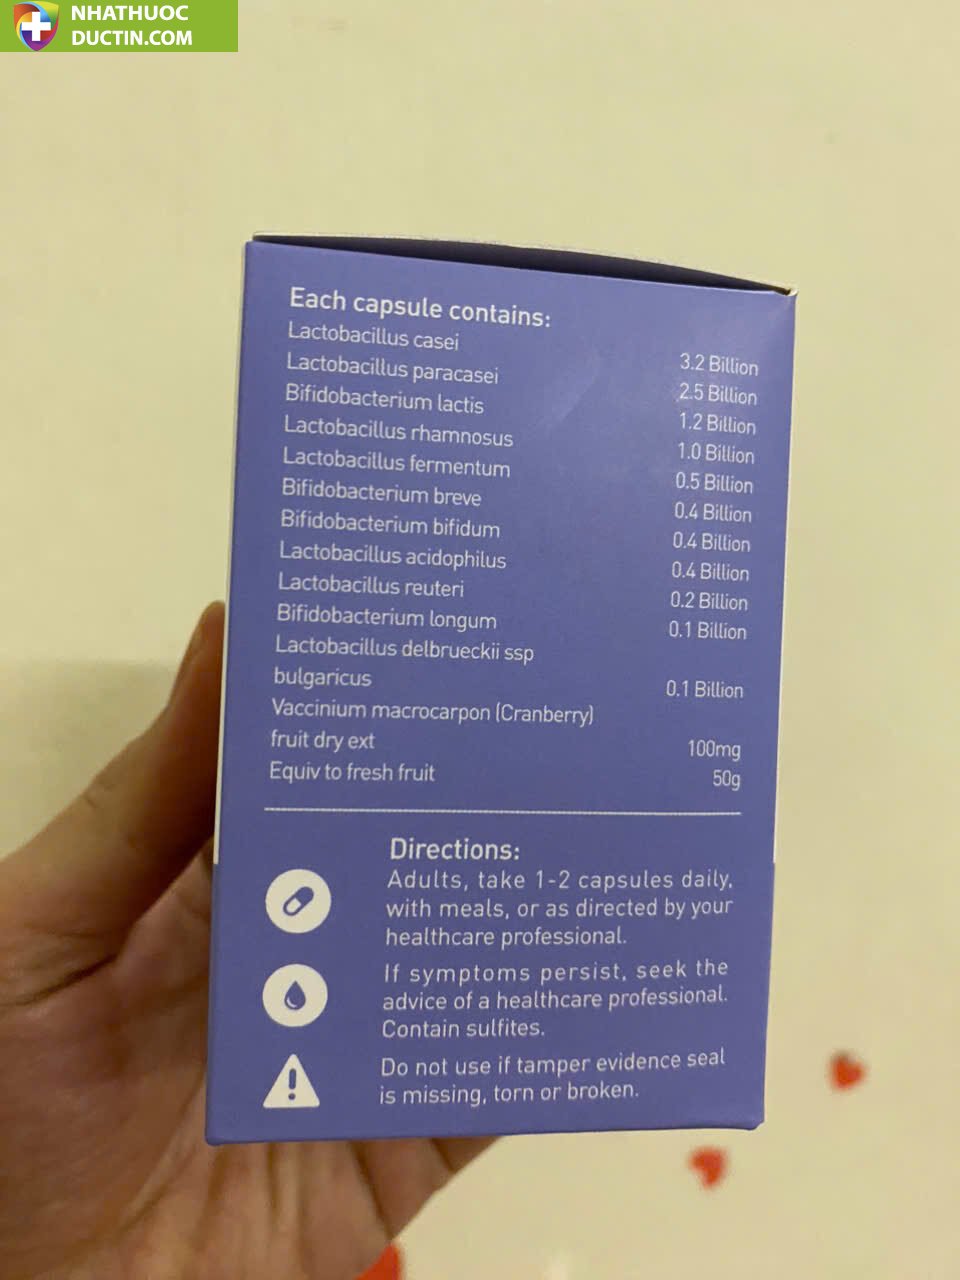 NHATHUOC
DUCTIN.COM
Each capsule contains:
Lactobacillus casei 3.2 Billion
Lactobacillus paracasei 2.5 Billion
Bifidobacterium lactis 1.2 Billion
Lactobacillus rhamnosus 1.0 Billion
Lactobacillus fermentum 0.5 Billion
Bifidobacterium breve 0.4 Billion
Bifidobacterium bifidum 0.4 Billion
Lactobacillus acidophilus 0.4 Billion
Lactobacillus reuteri 0.2 Billion
Bifidobacterium longum 0.1 Billion
Lactobacillus delbrueckii ssp
bulgaricus 0.1 Billion
Vaccinium macrocarpon (Cranberry)
fruit dry ext 100mg
Equiv to fresh fruit 50g
Directions:
Adults, take 1-2 capsules daily,
with meals, or as directed by your
healthcare professional.
If symptoms persist, seek the
advice of a healthcare professional.
Contain sulfites.
Do not use if tamper evidence seal
is missing, torn or broken.